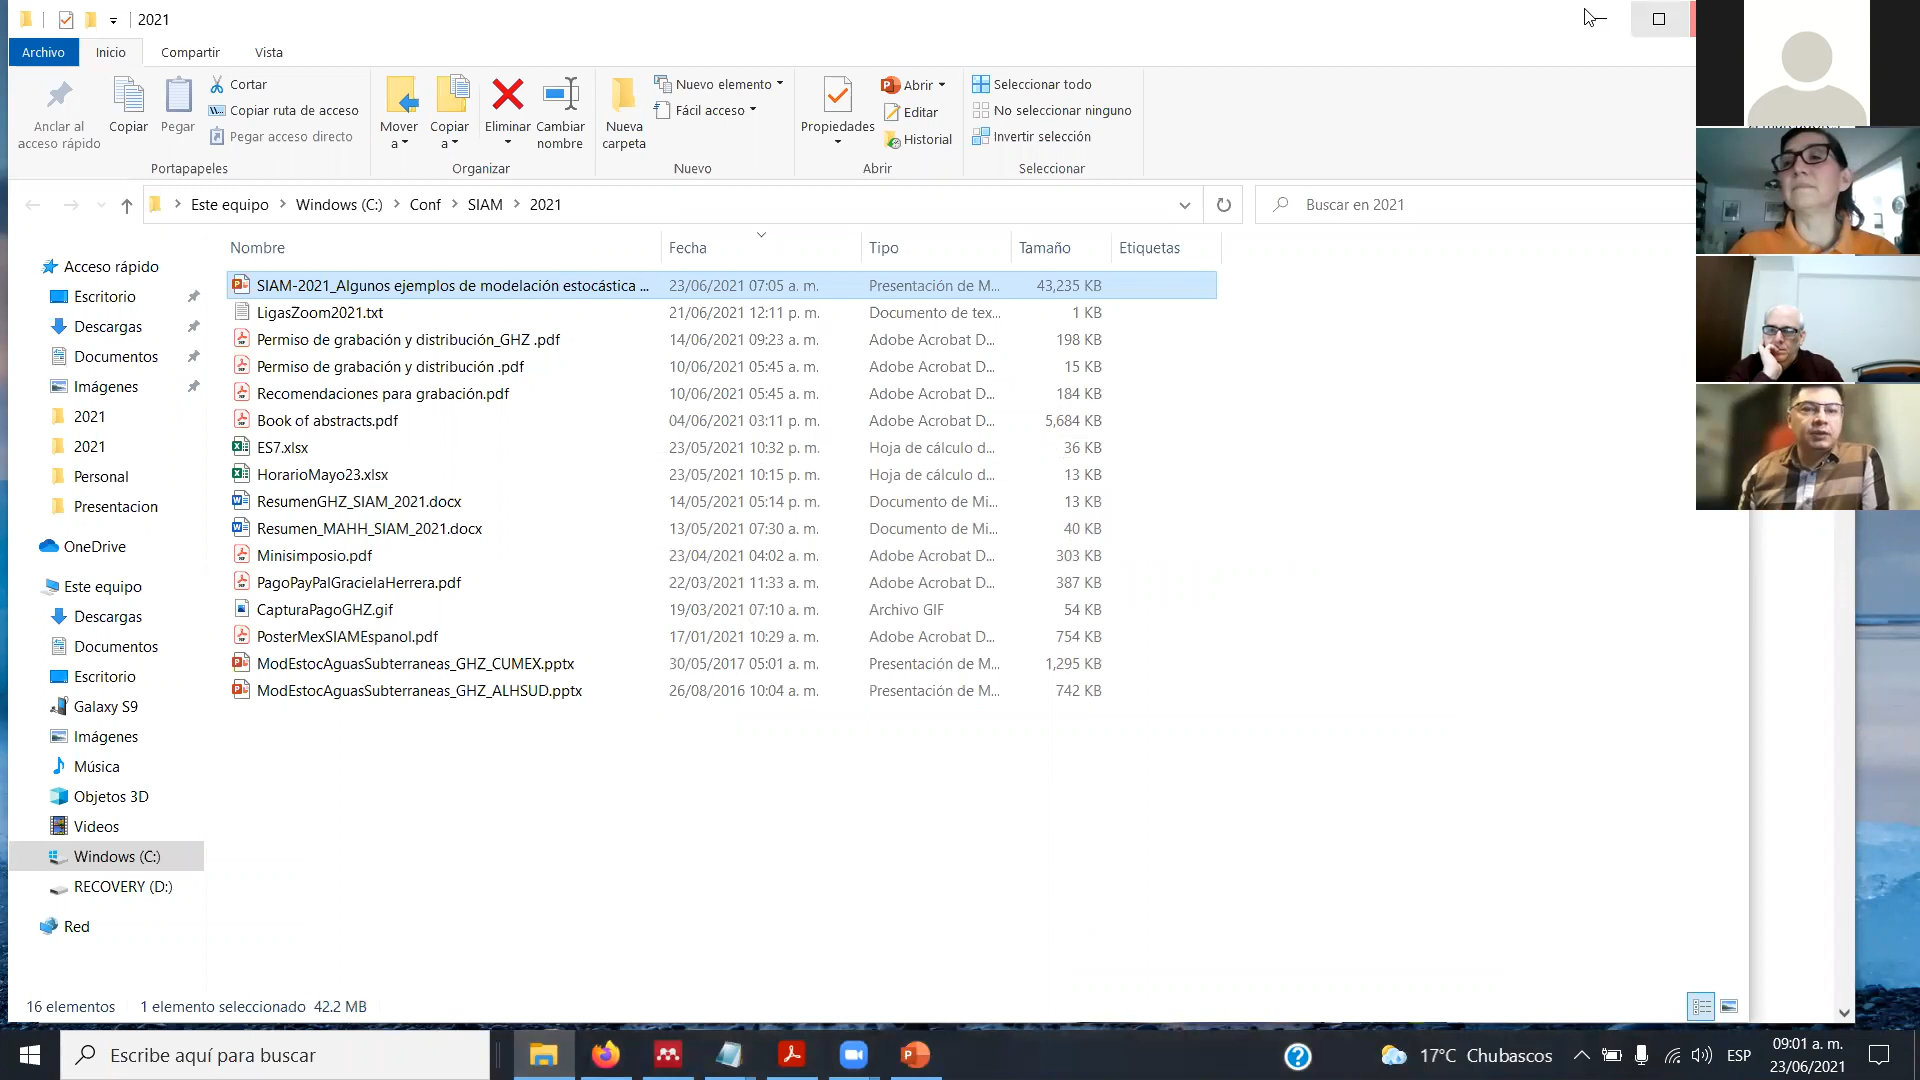 2021
Archivo Inicio Compartir Vista
Anclar al acceso rápido
Copiar
Pegar
Cortar
Copiar ruta de acceso
Pegar acceso directo
Portapapeles
Mover a
Copiar a
Eliminar
Cambiar nombre
Organizar
Nueva carpeta
Nuevo elemento
Fácil acceso
Nuevo
Propiedades
Abrir
Editar
Historial
Abrir
Seleccionar todo
No seleccionar ninguno
Invertir selección
Seleccionar
Este equipo Windows (C:) Conf SIAM 2021
Buscar en 2021
Nombre Fecha Tipo Tamaño Etiquetas
SIAM-2021_Algunos ejemplos de modelación estocástica ... 23/06/2021 07:05 a. m. Presentación de M... 43,235 KB
LigasZoom2021.txt 21/06/2021 12:11 p. m. Documento de tex... 1 KB
Permiso de grabación y distribución_GHZ .pdf 14/06/2021 09:23 a. m. Adobe Acrobat D... 198 KB
Permiso de grabación y distribución .pdf 10/06/2021 05:45 a. m. Adobe Acrobat D... 15 KB
Recomendaciones para grabación.pdf 10/06/2021 05:45 a. m. Adobe Acrobat D... 184 KB
Book of abstracts.pdf 04/06/2021 03:11 p. m. Adobe Acrobat D... 5,684 KB
ES7.xlsx 23/05/2021 10:32 p. m. Hoja de cálculo d... 36 KB
HorarioMayo23.xlsx 23/05/2021 10:15 p. m. Hoja de cálculo d... 13 KB
ResumenGHZ_SIAM_2021.docx 14/05/2021 05:14 p. m. Documento de Mi... 13 KB
Resumen_MAHH_SIAM_2021.docx 13/05/2021 07:30 a. m. Documento de Mi... 40 KB
Minisimposio.pdf 23/04/2021 04:02 a. m. Adobe Acrobat D... 303 KB
PagoPayPalGracielaHerrera.pdf 22/03/2021 11:33 a. m. Adobe Acrobat D... 387 KB
CapturaPagoGHZ.gif 19/03/2021 07:10 a. m. Archivo GIF 54 KB
PosterMexSIAMEspanol.pdf 17/01/2021 10:29 a. m. Adobe Acrobat D... 754 KB
ModEstocAguasSubterraneas_GHZ_CUMEX.pptx 30/05/2017 05:01 a. m. Presentación de M... 1,295 KB
ModEstocAguasSubterraneas_GHZ_ALHSUD.pptx 26/08/2016 10:04 a. m. Presentación de M... 742 KB
Acceso rápido
Escritorio
Descargas
Documentos
Imágenes
2021
2021
Personal
Presentacion
OneDrive
Este equipo
Descargas
Documentos
Escritorio
Galaxy S9
Imágenes
Música
Objetos 3D
Videos
Windows (C:)
RECOVERY (D:)
Red
16 elementos 1 elemento seleccionado 42.2 MB
Escribe aquí para buscar
17°C Chubascos
ESP
09:01 a. m.
23/06/2021